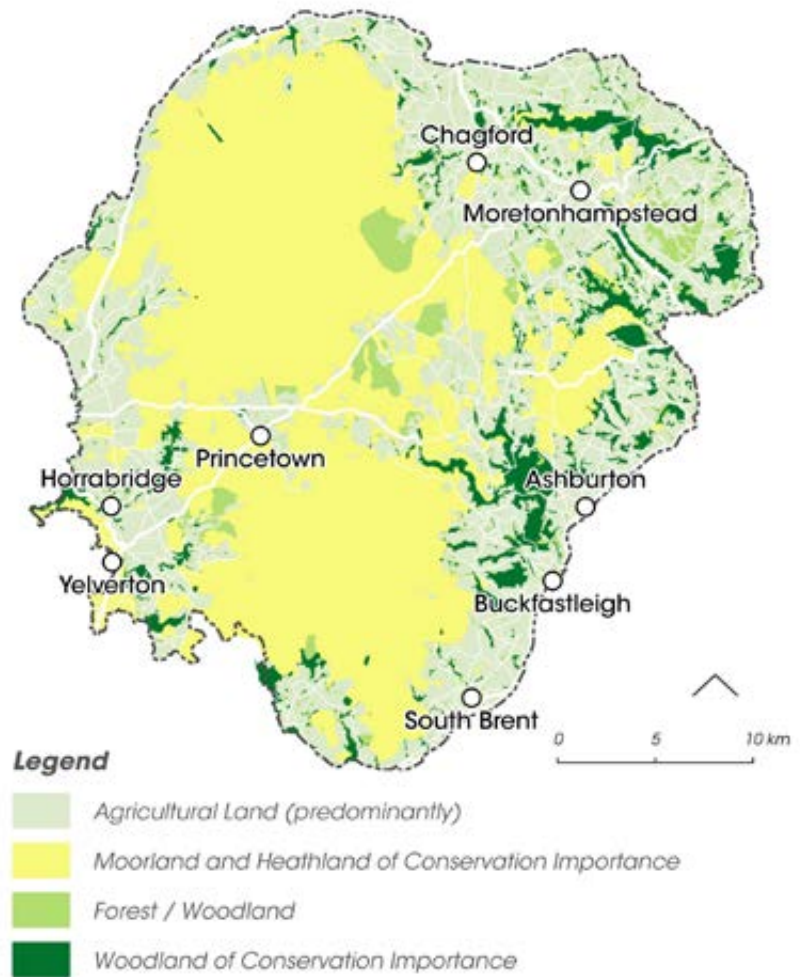 Chagford
Moretonhampstead
Princetown
Horrabridge
Ashburton
Yelverton
Buckfastleigh
South Brent
0 5 10 km
Legend
Agricultural Land (predominantly)
Moorland and Heathland of Conservation Importance
Forest / Woodland
Woodland of Conservation Importance